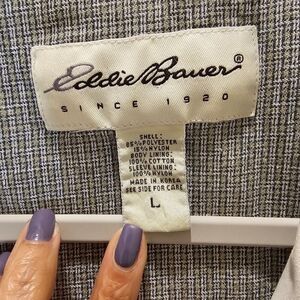 Eddie Bauer®
SINCE 1920
SHELL:
85% POLYESTER
15% NYLON
BODY LINING:
100% COTTON
SLEEVE LINING:
100% NYLON
MADE IN KOREA
SEE SIDE FOR CARE
L